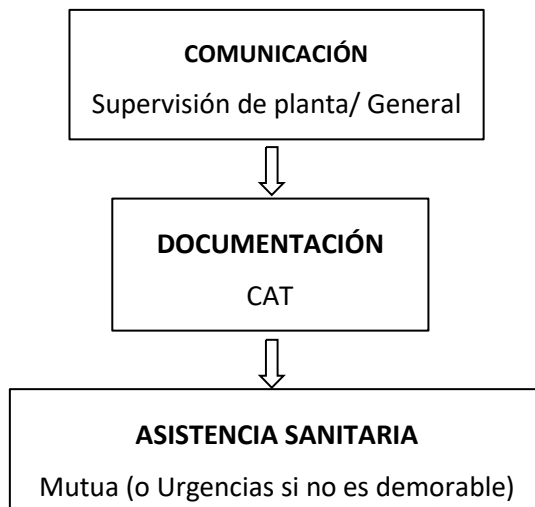 COMUNICACIÓN
Supervisión de planta/ General
DOCUMENTACIÓN
CAT
ASISTENCIA SANITARIA
Mutua (o Urgencias si no es demorable)